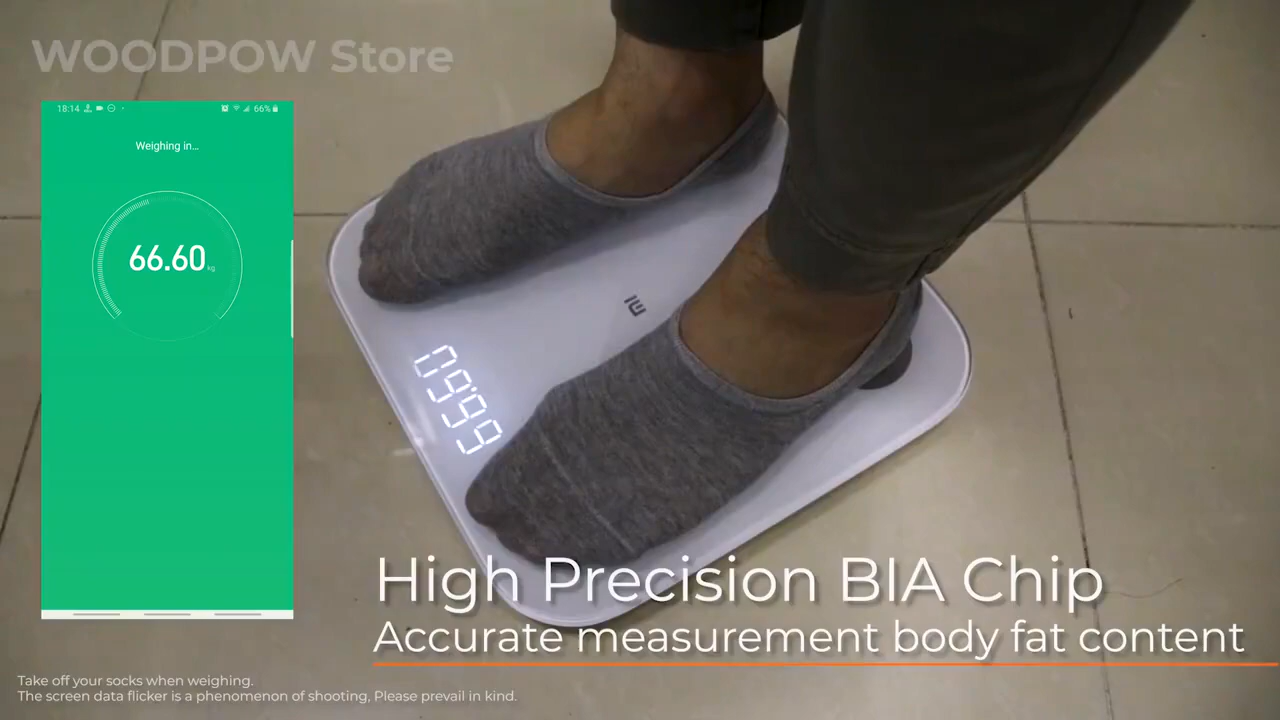 WOODPOW Store
18:14
66%
Weighing in...
66.60 kg
66.60
High Precision BIA Chip
Accurate measurement body fat content
Take off your socks when weighing.
The screen data flicker is a phenomenon of shooting, Please prevail in kind.